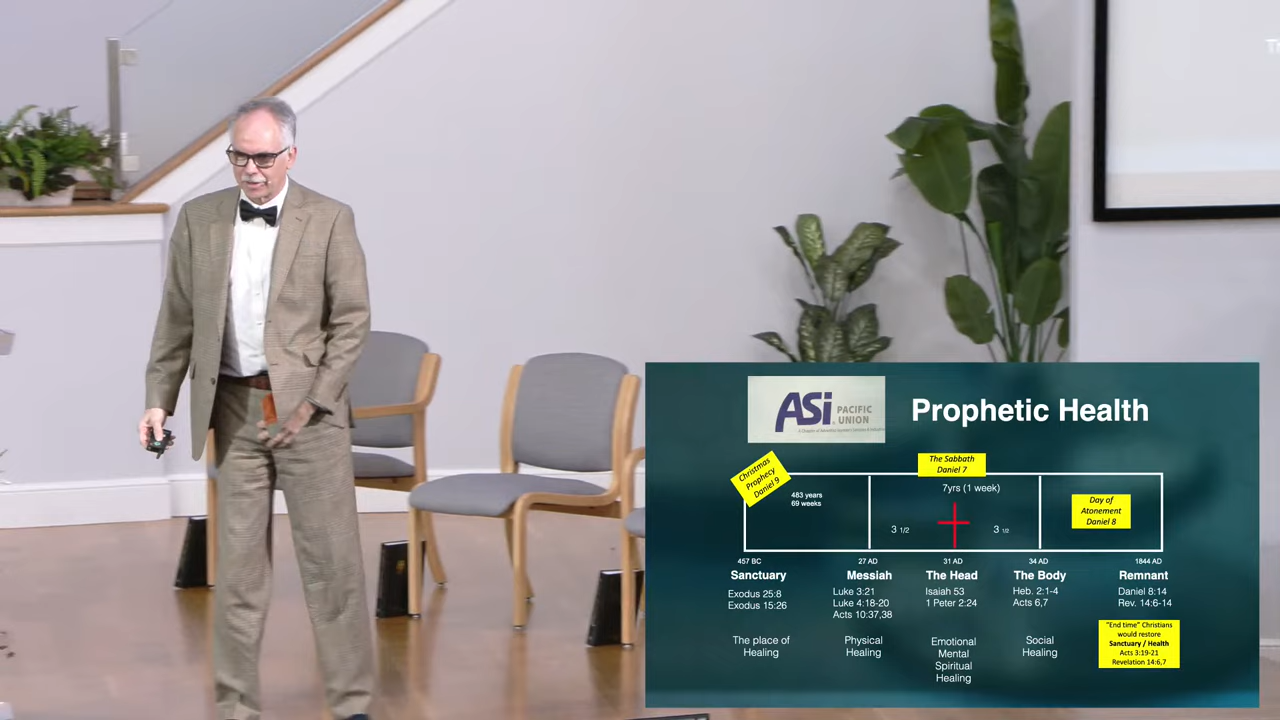 ASi PACIFIC
UNION
Prophetic Health
Christmas
Prophecy
Daniel 9
The Sabbath
Daniel 7
483 years
69 weeks
7yrs (1 week)
3 1/2
3 1/2
Day of
Atonement
Daniel 8
457 BC
27 AD
31 AD
34 AD
1844 AD
Sanctuary
Messiah
The Head
The Body
Remnant
Exodus 25:8
Exodus 15:26
Luke 3:21
Luke 4:18-20
Acts 10:37,38
Isaiah 53
1 Peter 2:24
Heb. 2:1-4
Acts 6,7
Daniel 8:14
Rev. 14:6-14
The place of
Healing
Physical
Healing
Emotional
Mental
Spiritual
Healing
Social
Healing
"End time" Christians
would restore
Sanctuary / Health
Acts 3:19-21
Revelation 14:6,7